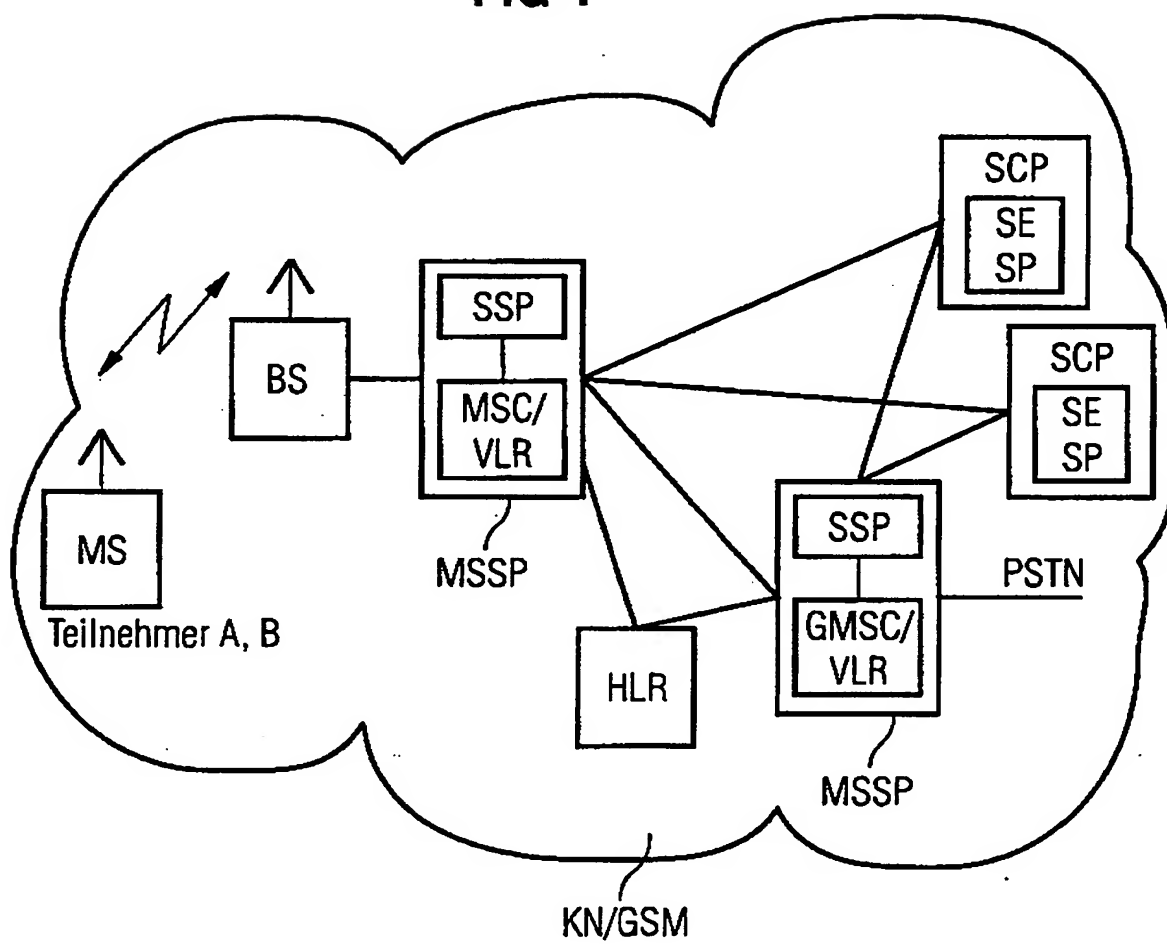 SCP
SE
SP
SCP
SE
SP
SSP
MSC/
VLR
MSSP
BS
MS
Teilnehmer A, B
HLR
SSP
GMSC/
VLR
MSSP
PSTN
KN/GSM